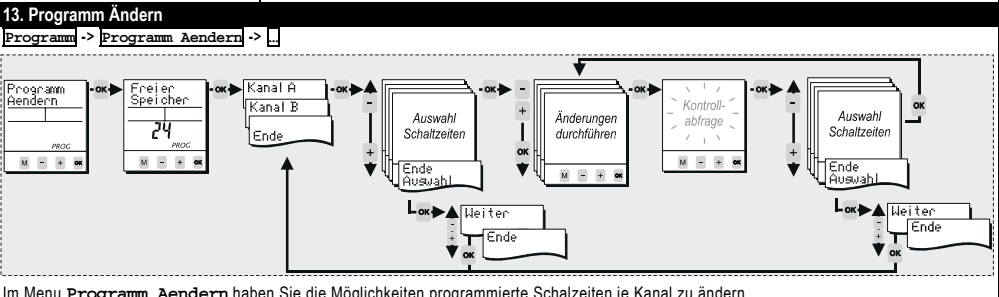 13. Programm Ändern
Programm -> Programm Aendern -> …
Programm
Aendern
PROG
M - + OK
OK
Freier
Speicher
24
PROG
M - + OK
OK
Kanal A
Kanal B
Ende
OK
-
+
Auswahl
Schaltzeiten
Ende
Auswahl
OK
-
+
OK
Weiter
Ende
OK
-
+
OK
Änderungen
durchführen
M - + OK
OK
Kontroll-
abfrage
M - + OK
OK
-
+
Auswahl
Schaltzeiten
Ende
Auswahl
OK
OK
-
+
OK
Weiter
Ende
Im Menu Programm Aendern haben Sie die Möglichkeiten programmierte Schalzeiten je Kanal zu ändern